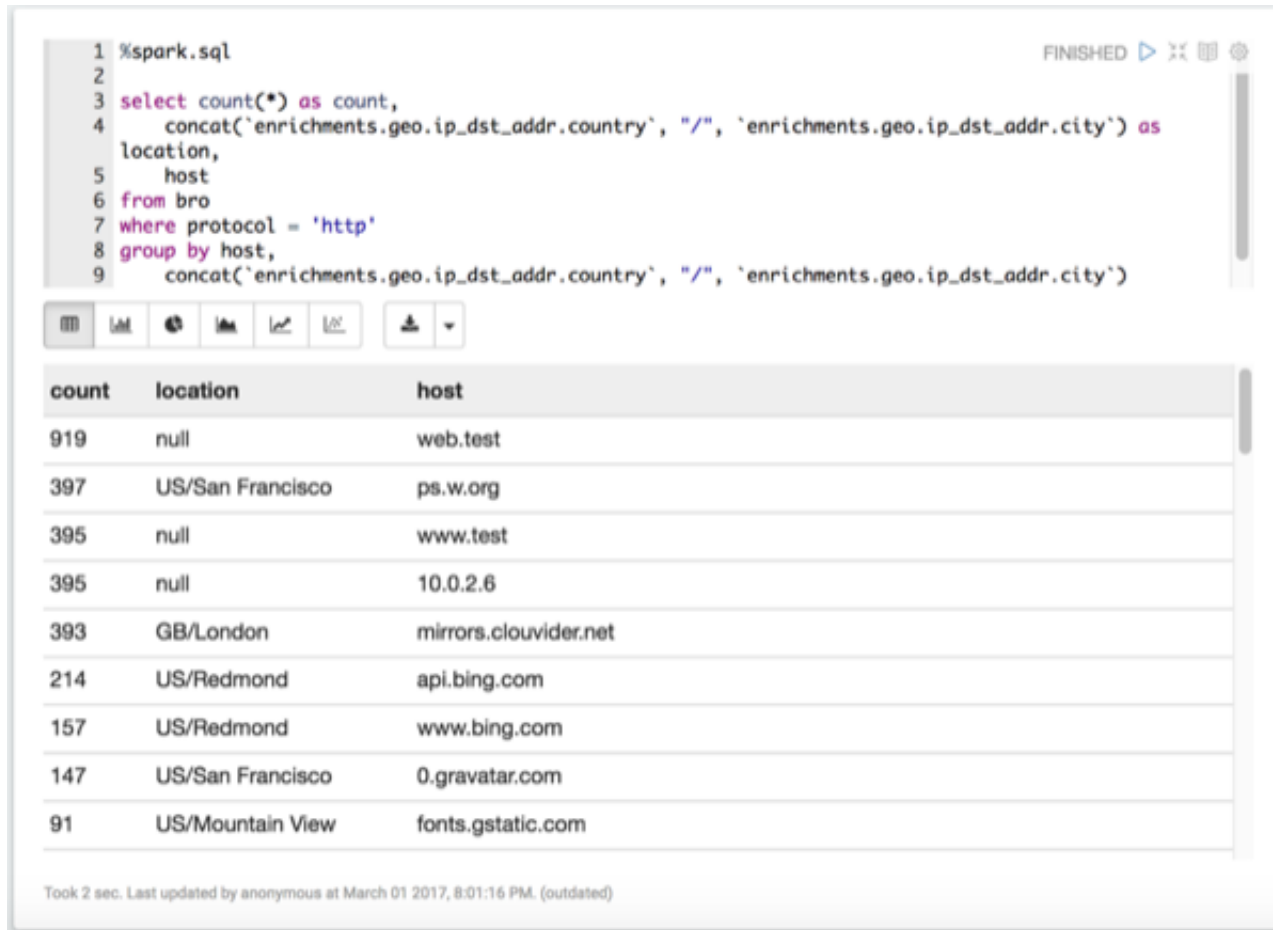 1 %spark.sql
FINISHED
2
3 select count(*) as count,
4 concat(`enrichments.geo.ip_dst_addr.country`, "/", `enrichments.geo.ip_dst_addr.city`) as
location,
5 host
6 from bro
7 where protocol = 'http'
8 group by host,
9 concat(`enrichments.geo.ip_dst_addr.country`, "/", `enrichments.geo.ip_dst_addr.city`)
count location host
919 null web.test
397 US/San Francisco ps.w.org
395 null www.test
395 null 10.0.2.6
393 GB/London mirrors.clouvider.net
214 US/Redmond api.bing.com
157 US/Redmond www.bing.com
147 US/San Francisco 0.gravatar.com
91 US/Mountain View fonts.gstatic.com
Took 2 sec. Last updated by anonymous at March 01 2017, 8:01:16 PM. (outdated)